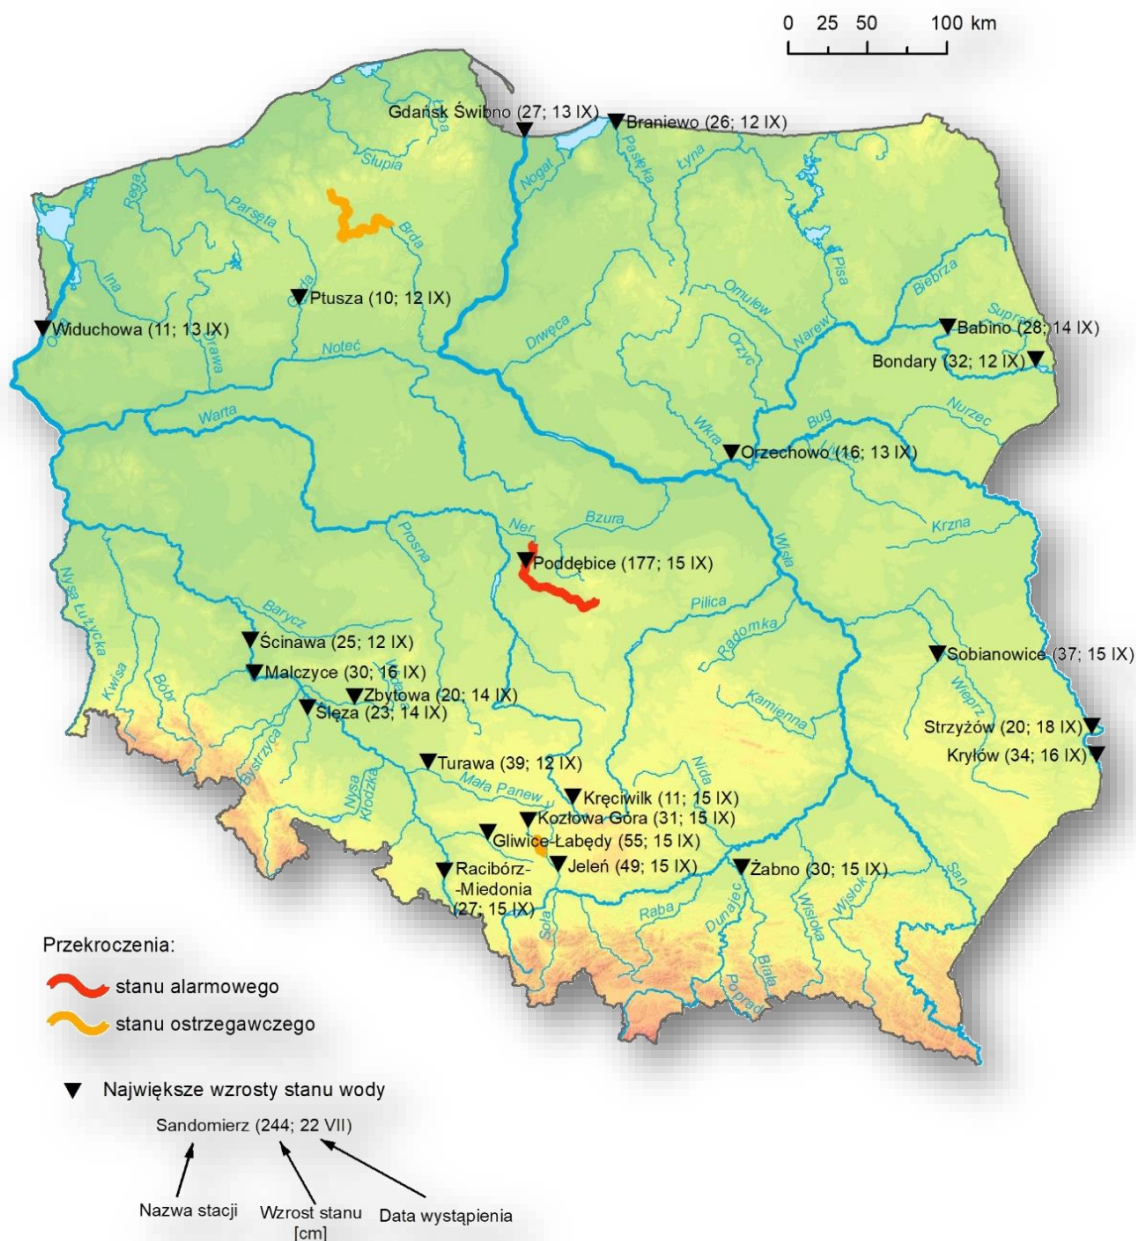 0 25 50 100 km
Gdańsk Świbno (27; 13 IX)
Braniewo (26; 12 IX)
Łupa
Słupia
Nogat
Pasłęka
Łyna
Rega
Parsęta
Brda
Pisa
Biebrza
Ina
Gwda
Ptusza (10; 12 IX)
Omulew
Supraśl
Widuchowa (11; 13 IX)
Odra
Drawa
Drwęca
Narew
Babino (28; 14 IX)
Noteć
Orzyc
Bondary (32; 12 IX)
Warta
Wkra
Bug
Nurzec
Orzechowo (16; 13 IX)
Liwiec
Ner
Bzura
Krzna
Prosna
Wisła
Poddębice (177; 15 IX)
Nysa Łużycka
Pilica
Barycz
Radomka
Ścinawa (25; 12 IX)
Kwisa
Bóbr
Sobianowice (37; 15 IX)
Malczyce (30; 16 IX)
Widawa
Wieprz
Zbytowa (20; 14 IX)
Ślęza (23; 14 IX)
Kamienna
Strzyżów (20; 18 IX)
Bystrzyca
Kryłów (34; 16 IX)
Turawa (39; 12 IX)
Nysa
Kłodzka
Mała Panew
Nida
Kręciwilk (11; 15 IX)
Kozłowa Góra (31; 15 IX)
Gliwice-Łabędy (55; 15 IX)
Jeleń (49; 15 IX)
Żabno (30; 15 IX)
San
Racibórz-
-Miedonia
(27; 15 IX)
Soła
Raba
Dunajec
Wisłoka
Wisłok
Biała
Poprad
Przekroczenia:
stanu alarmowego
stanu ostrzegawczego
Największe wzrosty stanu wody
Sandomierz (244; 22 VII)
Nazwa stacji
Wzrost stanu
[cm]
Data wystąpienia